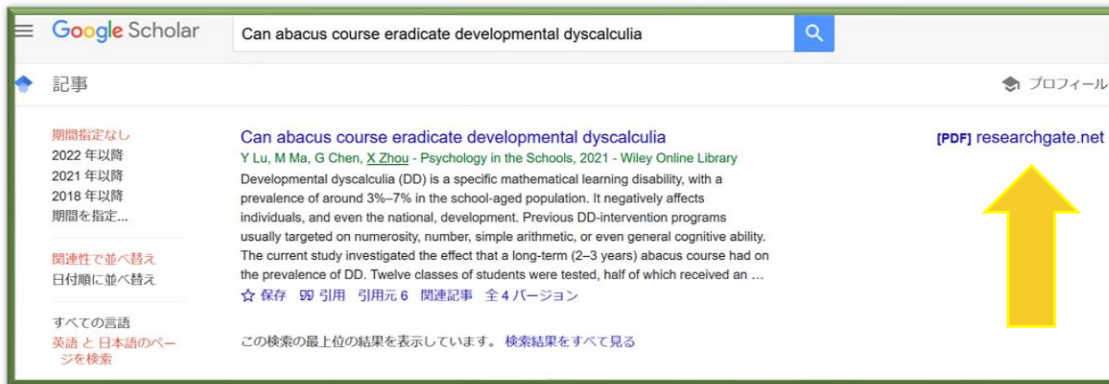 Google Scholar
Can abacus course eradicate developmental dyscalculia
記事
プロフィール
期間指定なし
2022 年以降
2021 年以降
2018 年以降
期間を指定...
関連性で並べ替え
日付順に並べ替え
すべての言語
英語 と 日本語のペー
ジを検索
Can abacus course eradicate developmental dyscalculia
Y Lu, M Ma, G Chen, X Zhou - Psychology in the Schools, 2021 - Wiley Online Library
Developmental dyscalculia (DD) is a specific mathematical learning disability, with a
prevalence of around 3%–7% in the school-aged population. It negatively affects
individuals, and even the national, development. Previous DD-intervention programs
usually targeted on numerosity, number, simple arithmetic, or even general cognitive ability.
The current study investigated the effect that a long-term (2–3 years) abacus course had on
the prevalence of DD. Twelve classes of students were tested, half of which received an …
保存 引用 引用元 6 関連記事 全 4 バージョン
この検索の最上位の結果を表示しています。 検索結果をすべて見る
[PDF] researchgate.net